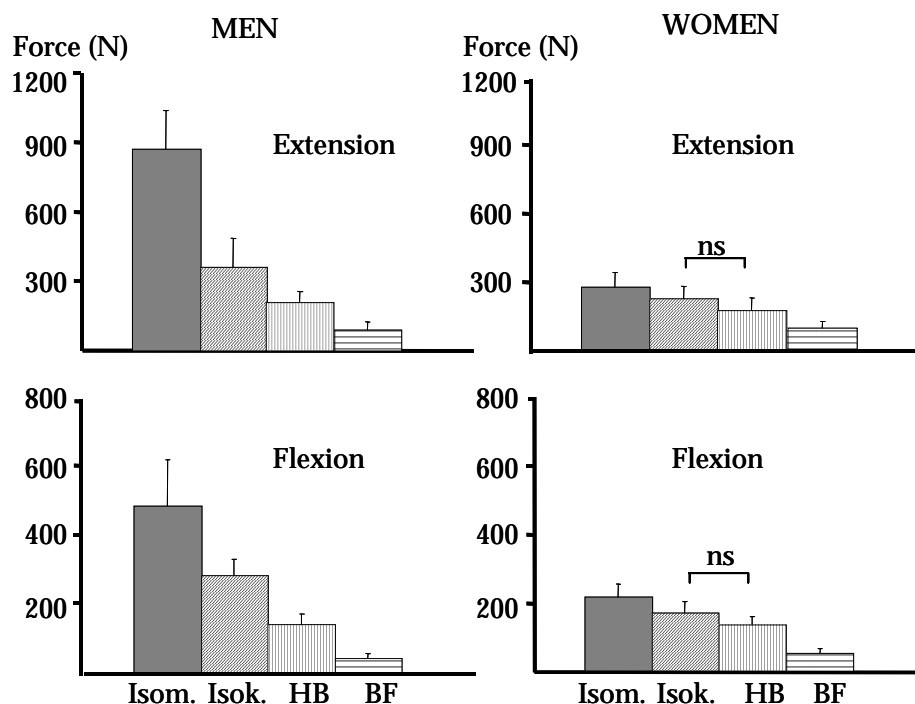 MEN
Force (N)
1200
900
600
300
Extension
WOMEN
Force (N)
1200
900
600
300
Extension
ns
800
600
400
200
Flexion
Isom. Isok. HB BF
800
600
400
200
Flexion
ns
Isom. Isok. HB BF